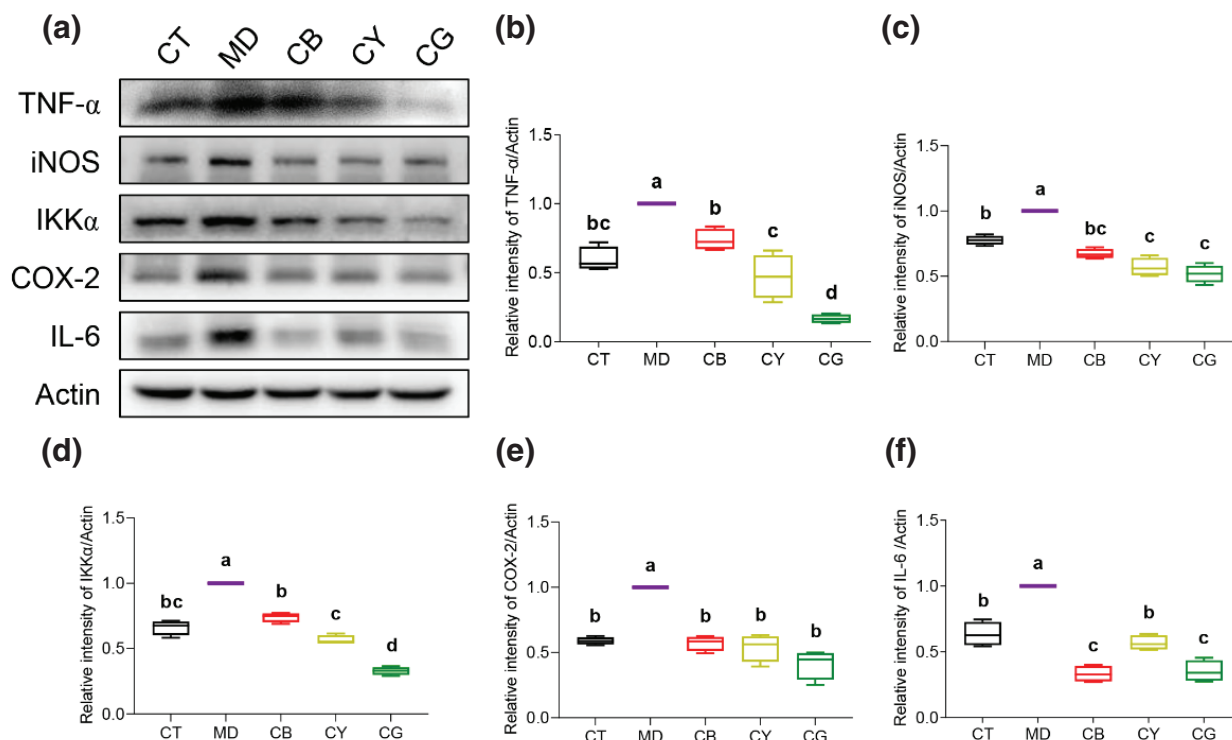 (a)
CT MD CB CY CG
TNF-α
iNOS
IKKα
COX-2
IL-6
Actin
(b)
Relative intensity of TNF-α/Actin
1.5
1.0
0.5
0.0
bc a b c d
CT MD CB CY CG
(c)
Relative intensity of iNOS/Actin
1.5
1.0
0.5
0.0
b a bc c c
CT MD CB CY CG
(d)
Relative intensity of IKKα/Actin
1.5
1.0
0.5
0.0
bc a b c d
CT MD CB CY CG
(e)
Relative intensity of COX-2/Actin
1.5
1.0
0.5
0.0
b a b b b
CT MD CB CY CG
(f)
Relative intensity of IL-6 /Actin
1.5
1.0
0.5
0.0
b a c b c
CT MD CB CY CG